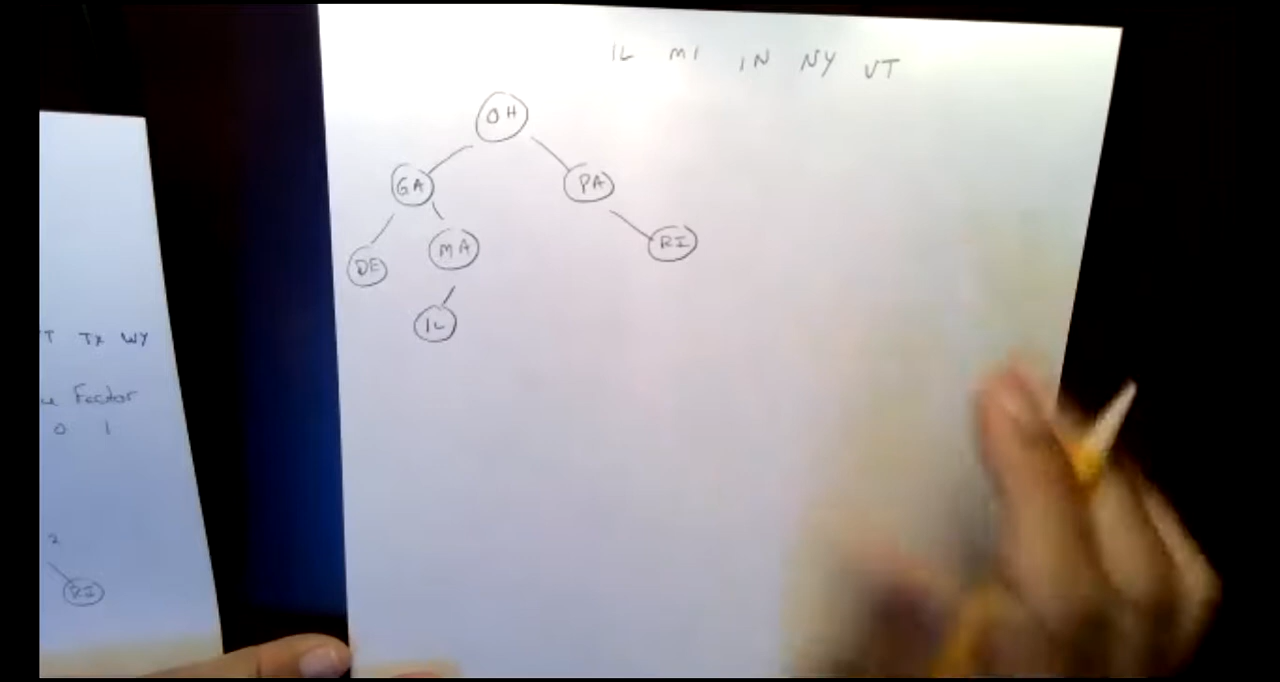 IL MI IN NY VT
OH
GA PA
DE MA RI
IL
T TX WY
Factor
0 1
2
RI